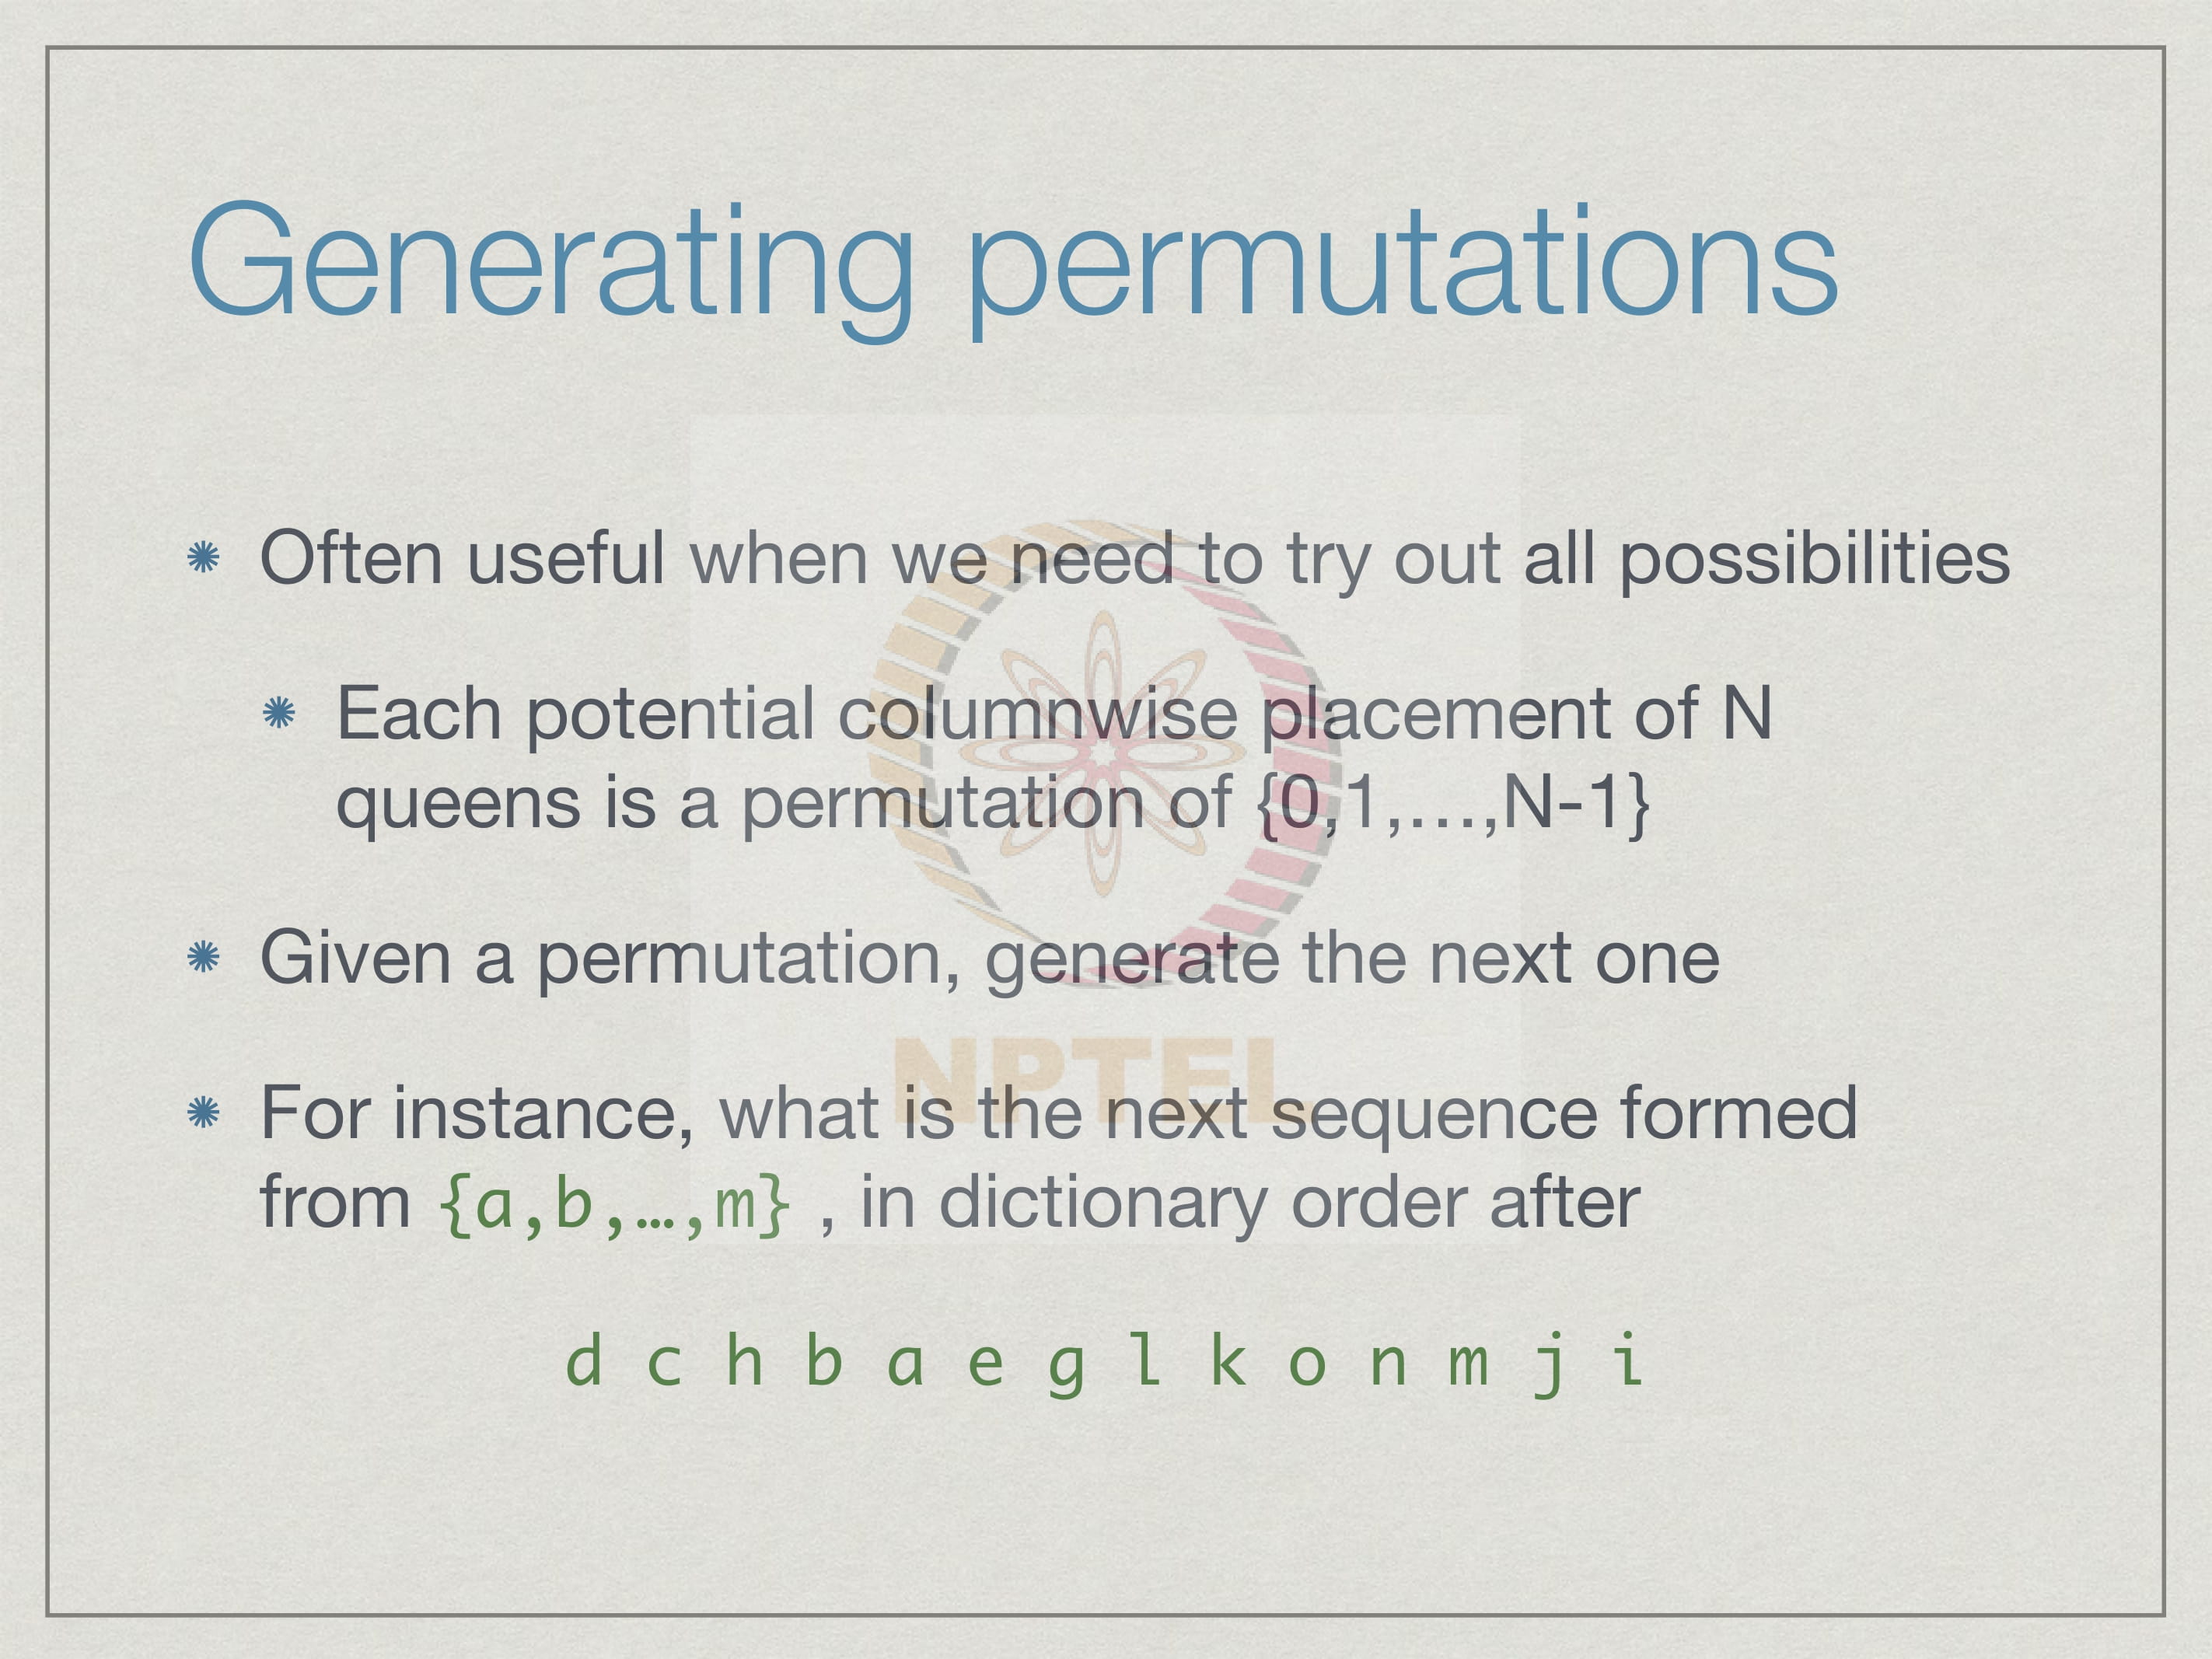 Generating permutations
Often useful when we need to try out all possibilities
Each potential columnwise placement of N
queens is a permutation of {0,1,…,N-1}
Given a permutation, generate the next one
NPTEL
For instance, what is the next sequence formed
from {a,b,…,m} , in dictionary order after
d c h b a e g l k o n m j i